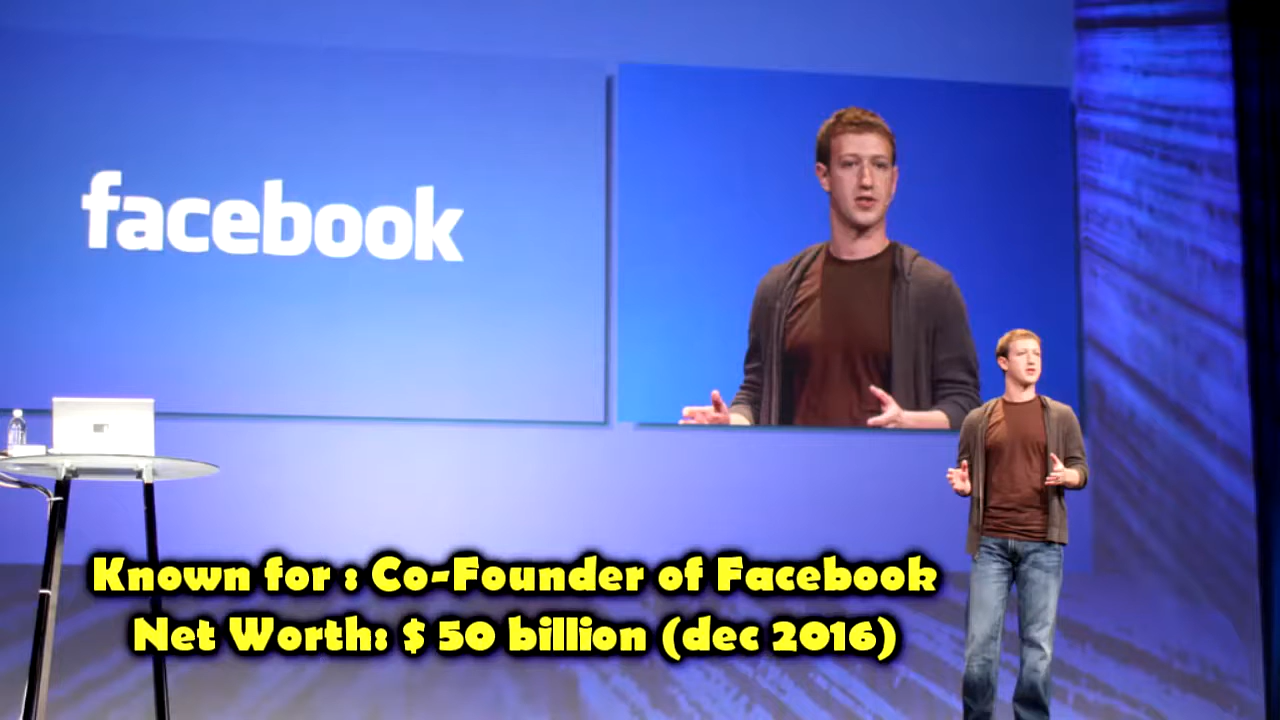 facebook
Known for : Co-Founder of Facebook
Net Worth: $ 50 billion (dec 2016)